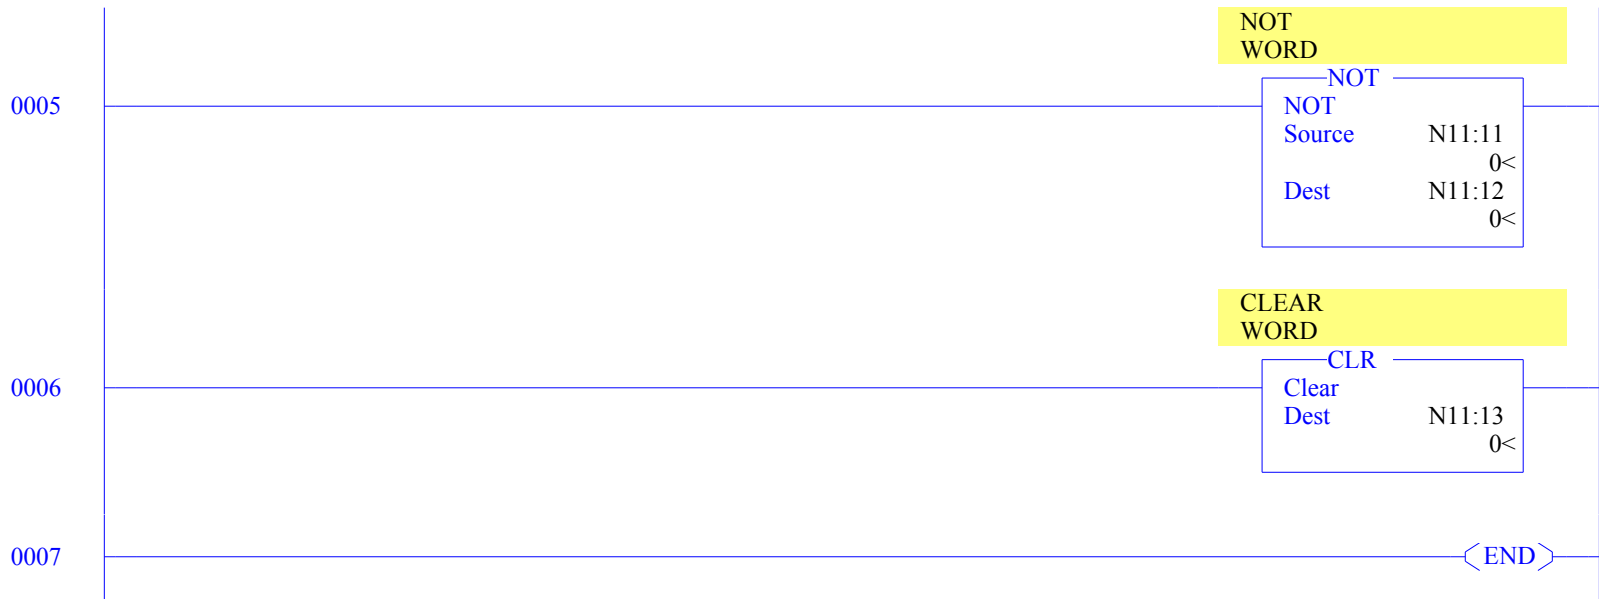 NOT
WORD
NOT
0005
NOT
Source N11:11
0<
Dest N11:12
0<
CLEAR
WORD
CLR
0006
Clear
Dest N11:13
0<
0007
END